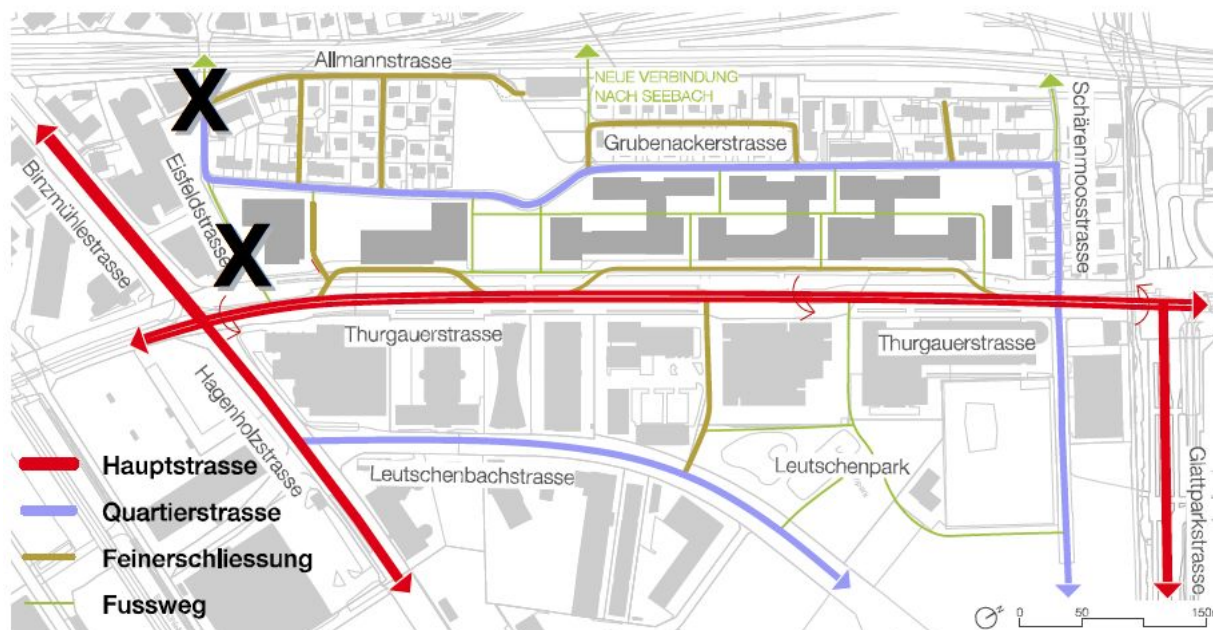 Allmannstrasse
X
NEUE VERBINDUNG
NACH SEEBACH
Grubenackerstrasse
Schärenmoosstrasse
Binzmühlestrasse
Eisfeldstrasse
X
Thurgauerstrasse
Thurgauerstrasse
Hagenholzstrasse
Leutschenbachstrasse
Leutschenpark
Glattparkstrasse
Hauptstrasse
Quartierstrasse
Feinerschliessung
Fussweg
N
0 50 150